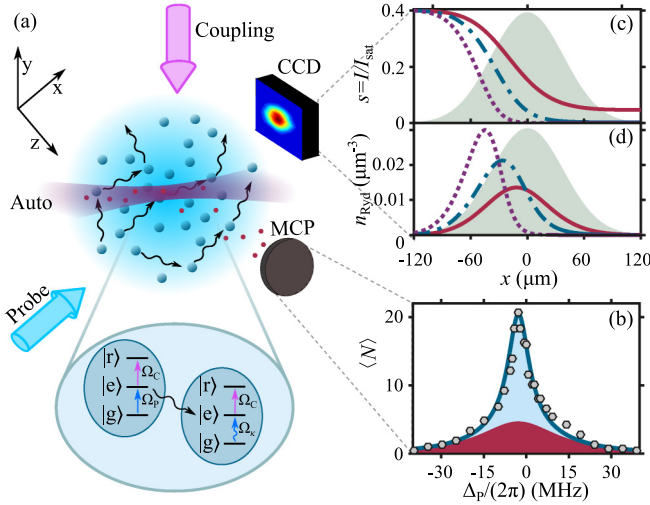 (a)
Coupling
CCD
y
x
z
Auto
MCP
Probe
|r⟩
Ω_C
|e⟩
Ω_P
|g⟩
|r⟩
Ω_C
|e⟩
Ω_κ
|g⟩
(c)
s=I/I_sat
0.4
0.2
0
(d)
n_Ryd (μm⁻³)
0.02
0.01
0
-120 -60 0 60 120
x (μm)
(b)
⟨N⟩
20
10
0
-30 -15 0 15 30
Δ_P/(2π) (MHz)